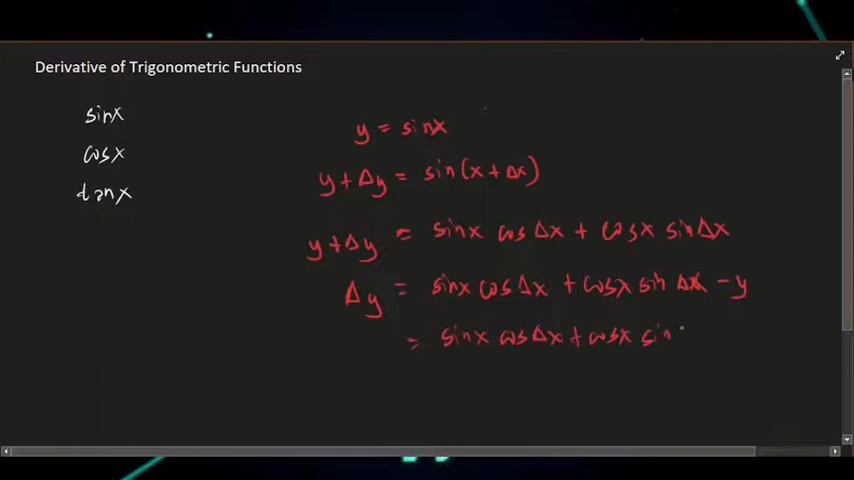 Derivative of Trigonometric Functions
sinx
cosx
tanx
y = sinx
y + Δy = sin(x + Δx)
y + Δy = sinx cosΔx + cosx sinΔx
Δy = sinx cosΔx + cosx sinΔx - y
= sinx cosΔx + cosx sin